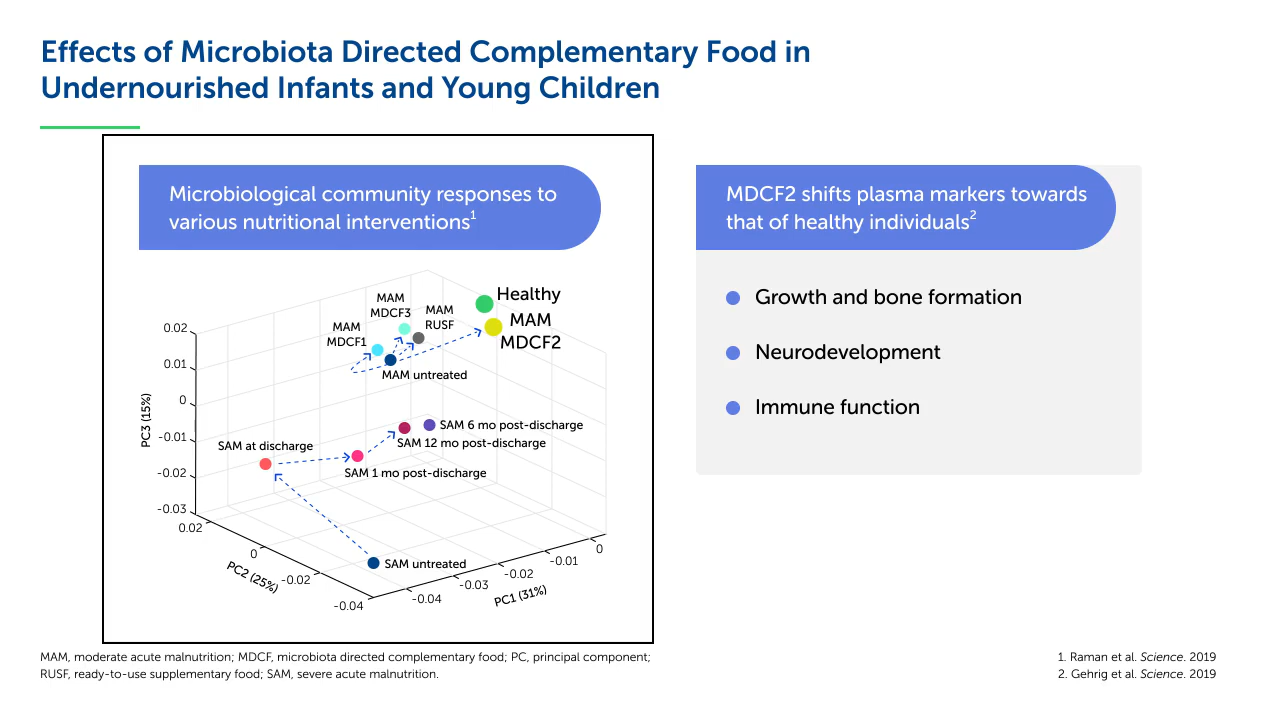 Effects of Microbiota Directed Complementary Food in
Undernourished Infants and Young Children
Microbiological community responses to
various nutritional interventions1
Healthy
MAM
MDCF2
MAM
MDCF3
MAM
RUSF
MAM
MDCF1
MAM untreated
SAM 6 mo post-discharge
SAM 12 mo post-discharge
SAM at discharge
SAM 1 mo post-discharge
SAM untreated
PC3 (15%)
0.02
0.01
0
-0.01
-0.02
-0.03
PC2 (25%)
0.02
0
-0.02
-0.04
PC1 (31%)
-0.04
-0.03
-0.02
-0.01
0
MDCF2 shifts plasma markers towards
that of healthy individuals2
Growth and bone formation
Neurodevelopment
Immune function
MAM, moderate acute malnutrition; MDCF, microbiota directed complementary food; PC, principal component;
RUSF, ready-to-use supplementary food; SAM, severe acute malnutrition.
1. Raman et al. Science. 2019
2. Gehrig et al. Science. 2019